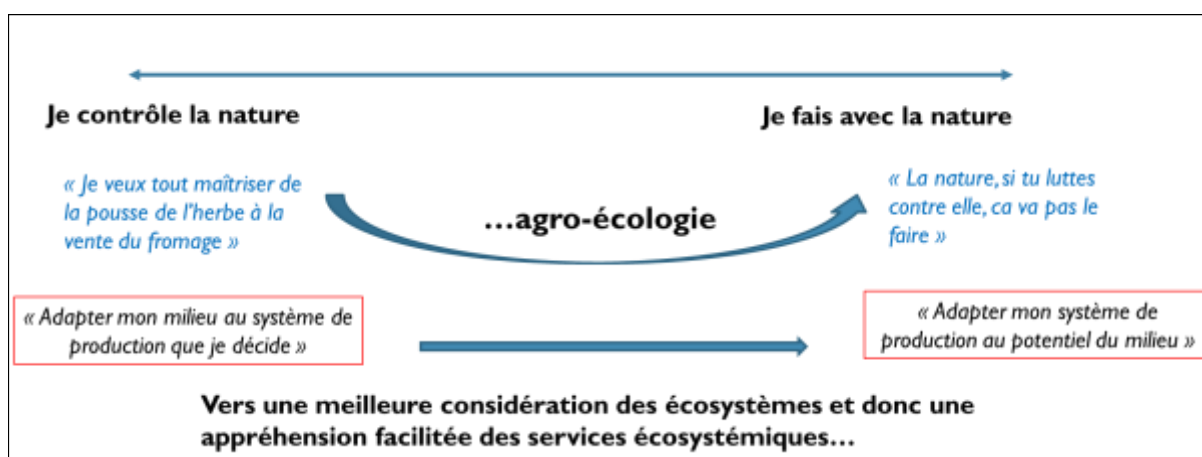 Je contrôle la nature
Je fais avec la nature
« Je veux tout maîtriser de
la pousse de l'herbe à la
vente du fromage »
…agro-écologie
« La nature, si tu luttes
contre elle, ca va pas le
faire »
« Adapter mon milieu au système de
production que je décide »
« Adapter mon système de
production au potentiel du milieu »
Vers une meilleure considération des écosystèmes et donc une
appréhension facilitée des services écosystémiques…